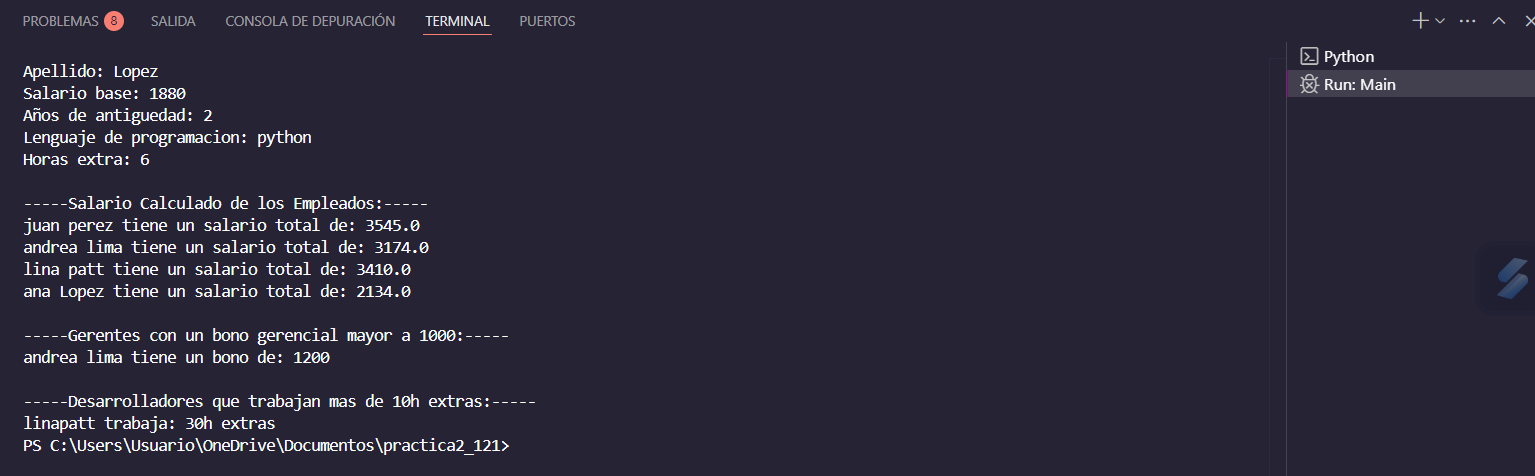 PROBLEMAS 8 SALIDA CONSOLA DE DEPURACIÓN TERMINAL PUERTOS
Python
Run: Main
Apellido: Lopez
Salario base: 1880
Años de antiguedad: 2
Lenguaje de programacion: python
Horas extra: 6
-----Salario Calculado de los Empleados:-----
juan perez tiene un salario total de: 3545.0
andrea lima tiene un salario total de: 3174.0
lina patt tiene un salario total de: 3410.0
ana Lopez tiene un salario total de: 2134.0
-----Gerentes con un bono gerencial mayor a 1000:-----
andrea lima tiene un bono de: 1200
-----Desarrolladores que trabajan mas de 10h extras:-----
linapatt trabaja: 30h extras
PS C:\Users\Usuario\OneDrive\Documentos\practica2_121>